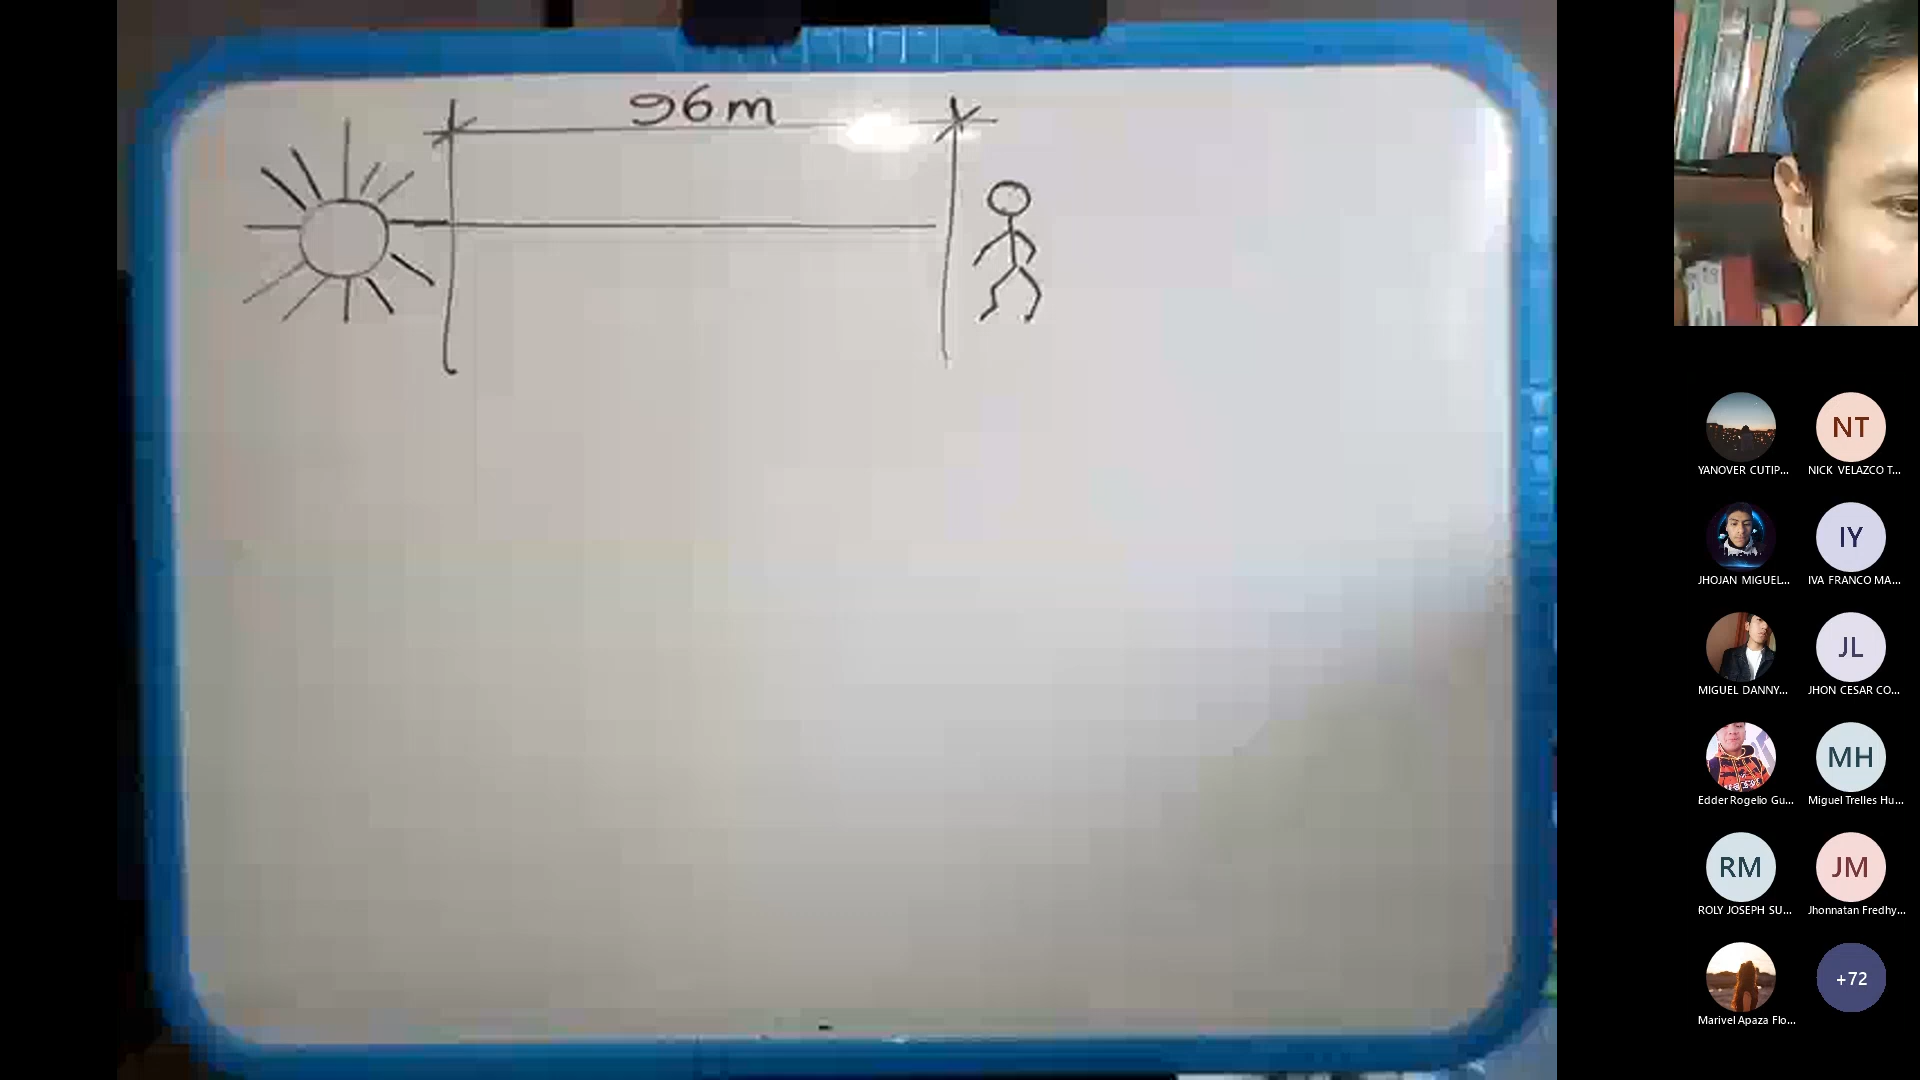 96m
YANOVER CUTIP...
NT
NICK VELAZCO T...
JHOJAN MIGUEL...
IY
IVA FRANCO MA...
MIGUEL DANNY...
JL
JHON CESAR CO...
Edder Rogelio Gu...
MH
Miguel Trelles Hu...
RM
ROLY JOSEPH SU...
JM
Jhonnatan Fredhy...
Marivel Apaza Flo...
+72